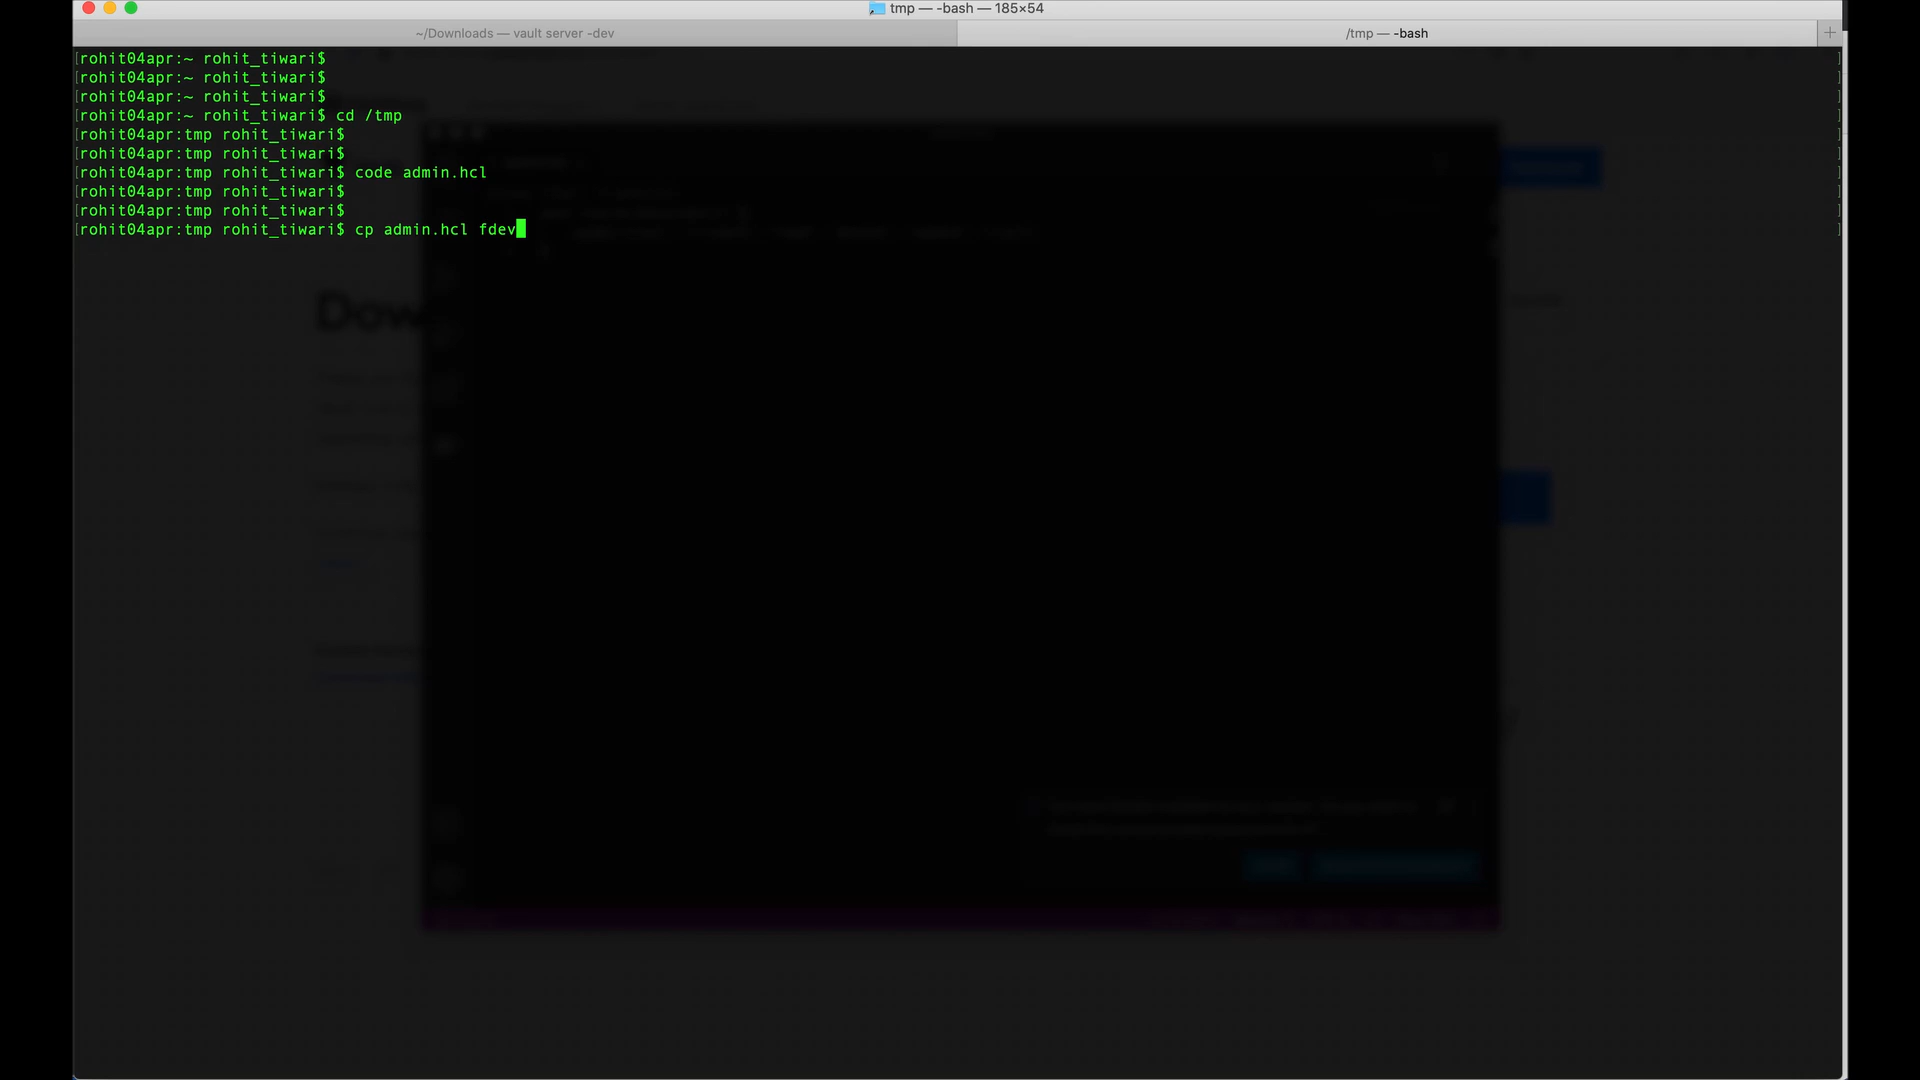 tmp — -bash — 185×54
~/Downloads — vault server -dev
/tmp — -bash
[rohit04apr:~ rohit_tiwari$ ]
[rohit04apr:~ rohit_tiwari$ ]
[rohit04apr:~ rohit_tiwari$ ]
[rohit04apr:~ rohit_tiwari$ cd /tmp ]
[rohit04apr:tmp rohit_tiwari$ ]
[rohit04apr:tmp rohit_tiwari$ ]
[rohit04apr:tmp rohit_tiwari$ code admin.hcl ]
[rohit04apr:tmp rohit_tiwari$ ]
[rohit04apr:tmp rohit_tiwari$ ]
[rohit04apr:tmp rohit_tiwari$ cp admin.hcl fdev ]
Dow